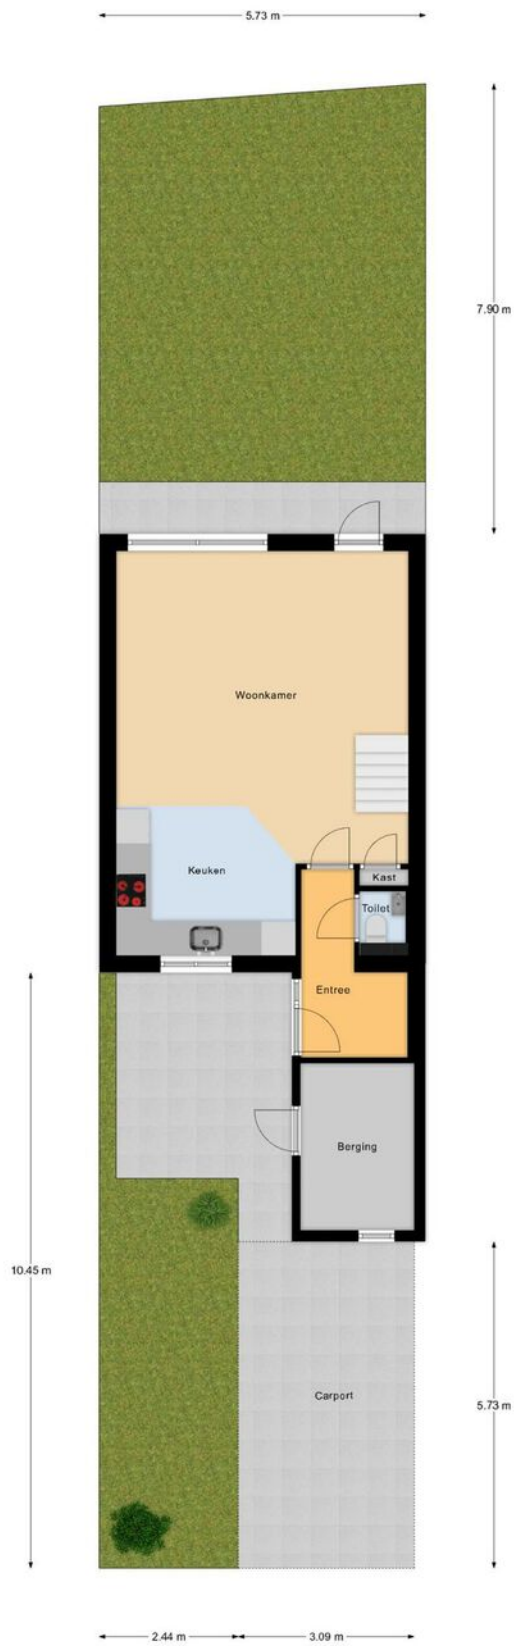 5.73 m
7.90 m
Woonkamer
Keuken
Kast
Toilet
Entree
Berging
10.45 m
Carport
5.73 m
2.44 m
3.09 m